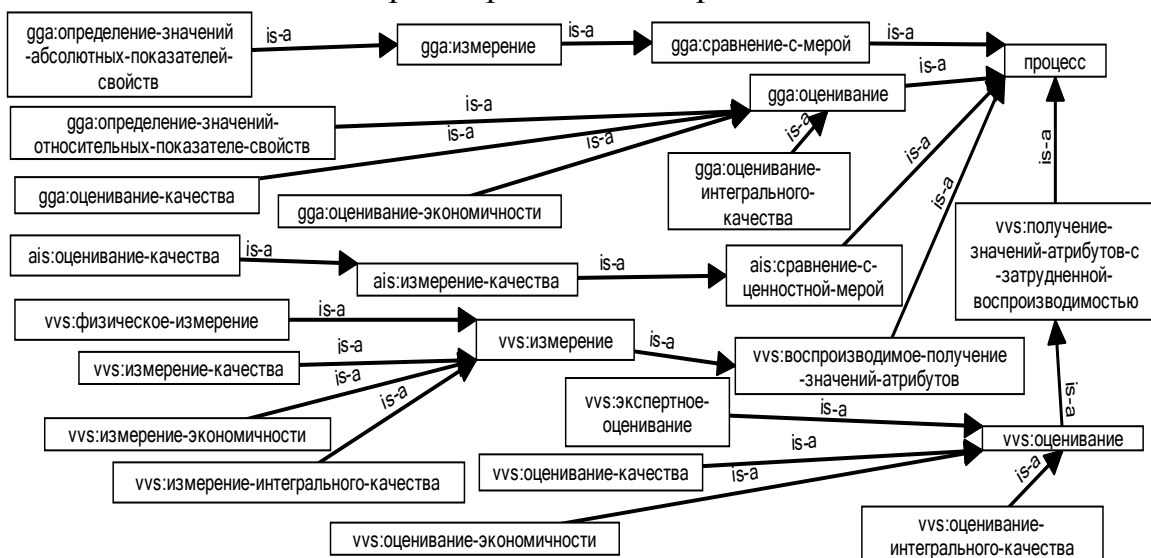 gga:определение-значений
-абсолютных-показателей-
свойств
is-a
gga:измерение
is-a
gga:сравнение-с-мерой
is-a
процесс
is-a
gga:оценивание
is-a
gga:определение-значений-
относительных-показателе-свойств
is-a
is-a
is-a
is-a
gga:оценивание-
интегрального-
качества
is-a
is-a
is-a
gga:оценивание-качества
gga:оценивание-экономичности
vvs:получение-
значений-атрибутов-с
-затрудненной-
воспроизводимостью
ais:оценивание-качества
is-a
ais:измерение-качества
is-a
ais:сравнение-с-
ценностной-мерой
vvs:физическое-измерение
is-a
vvs:измерение
is-a
vvs:воспроизводимое-получение
-значений-атрибутов
vvs:измерение-качества
is-a
is-a
is-a
is-a
vvs:экспертное-
оценивание
is-a
vvs:измерение-экономичности
vvs:оценивание
is-a
vvs:измерение-интегрального-качества
vvs:оценивание-качества
is-a
is-a
vvs:оценивание-экономичности
vvs:оценивание-
интегрального-качества